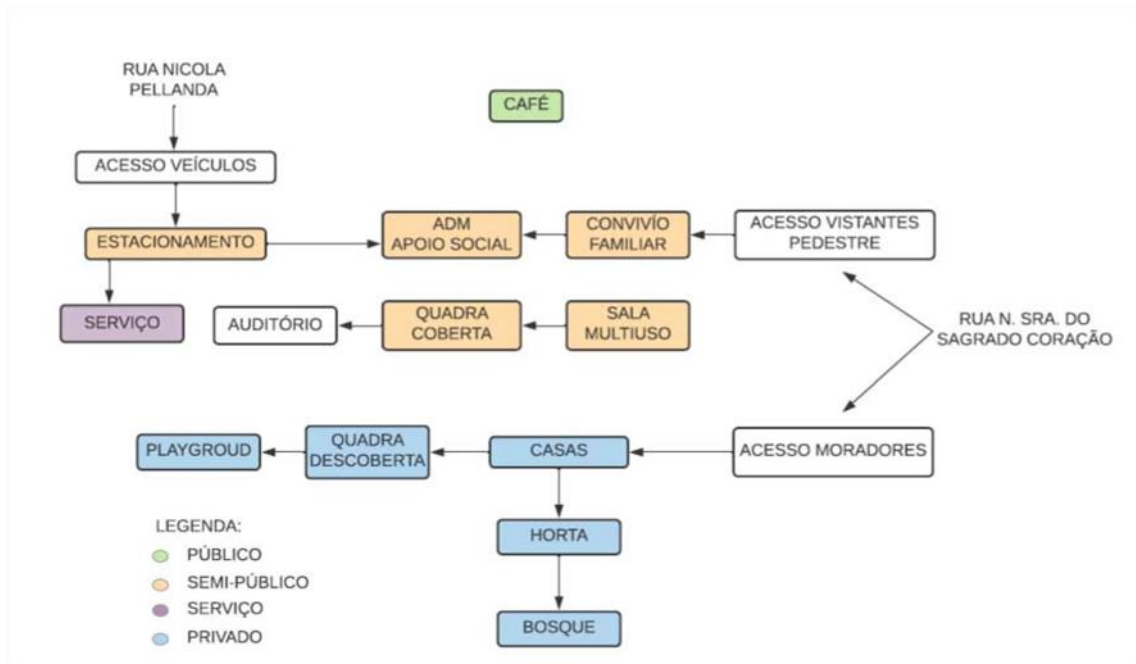 RUA NICOLA
PELLANDA
CAFÉ
ACESSO VEÍCULOS
ESTACIONAMENTO
ADM
APOIO SOCIAL
CONVIVÍO
FAMILIAR
ACESSO VISTANTES
PEDESTRE
SERVIÇO
AUDITÓRIO
QUADRA
COBERTA
SALA
MULTIUSO
RUA N. SRA. DO
SAGRADO CORAÇÃO
PLAYGROUD
QUADRA
DESCOBERTA
CASAS
ACESSO MORADORES
HORTA
BOSQUE
LEGENDA:
PÚBLICO
SEMI-PÚBLICO
SERVIÇO
PRIVADO